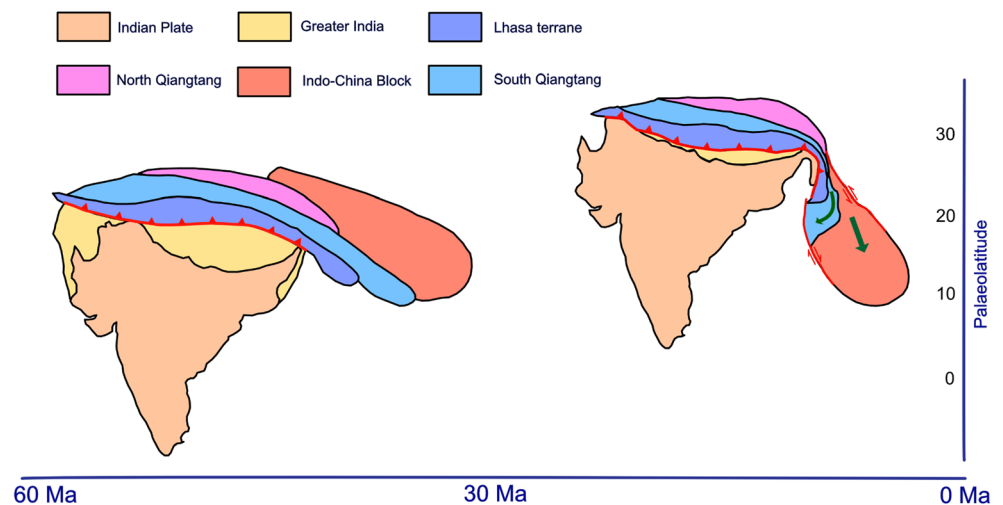 Indian Plate
Greater India
Lhasa terrane
North Qiangtang
Indo-China Block
South Qiangtang
30
20
10
0
Palaeolatitude
60 Ma
30 Ma
0 Ma